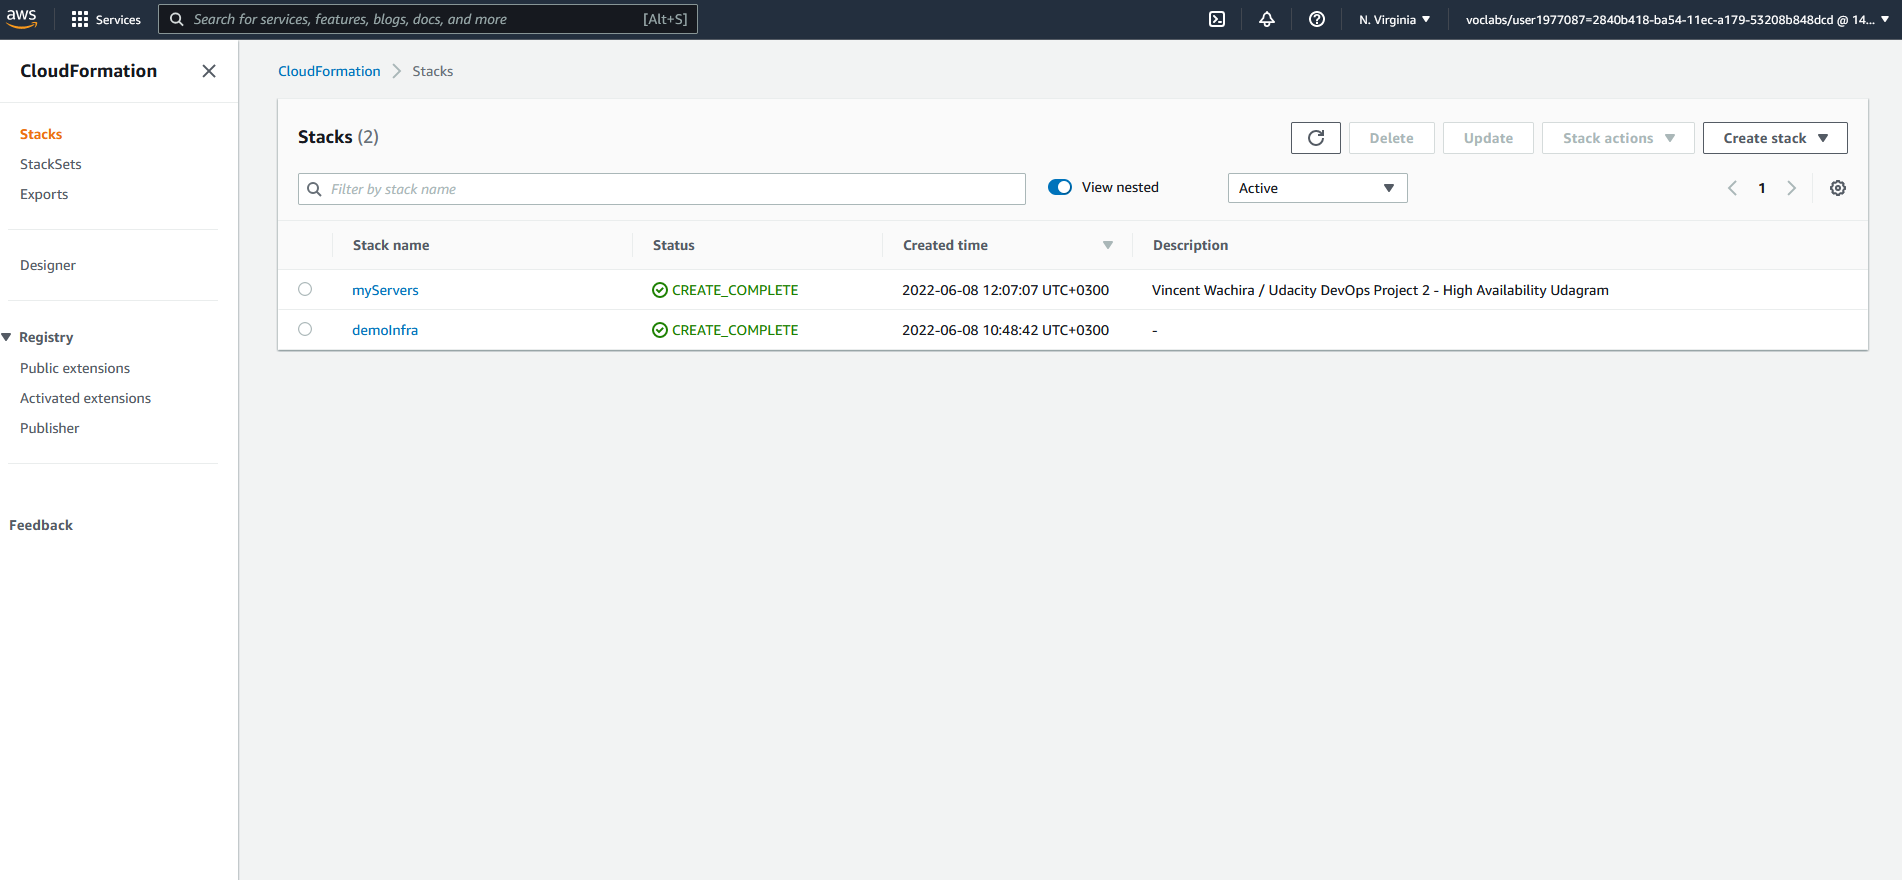 aws
Services
Search for services, features, blogs, docs, and more [Alt+S]
N. Virginia
voclabs/user1977087=2840b418-ba54-11ec-a179-53208b848dcd @ 14...
CloudFormation
Stacks
StackSets
Exports
Designer
Registry
Public extensions
Activated extensions
Publisher
Feedback
CloudFormation Stacks
Stacks (2)
Delete
Update
Stack actions
Create stack
Filter by stack name
View nested
Active
1
Stack name Status Created time Description
myServers CREATE_COMPLETE 2022-06-08 12:07:07 UTC+0300 Vincent Wachira / Udacity DevOps Project 2 - High Availability Udagram
demoInfra CREATE_COMPLETE 2022-06-08 10:48:42 UTC+0300 -